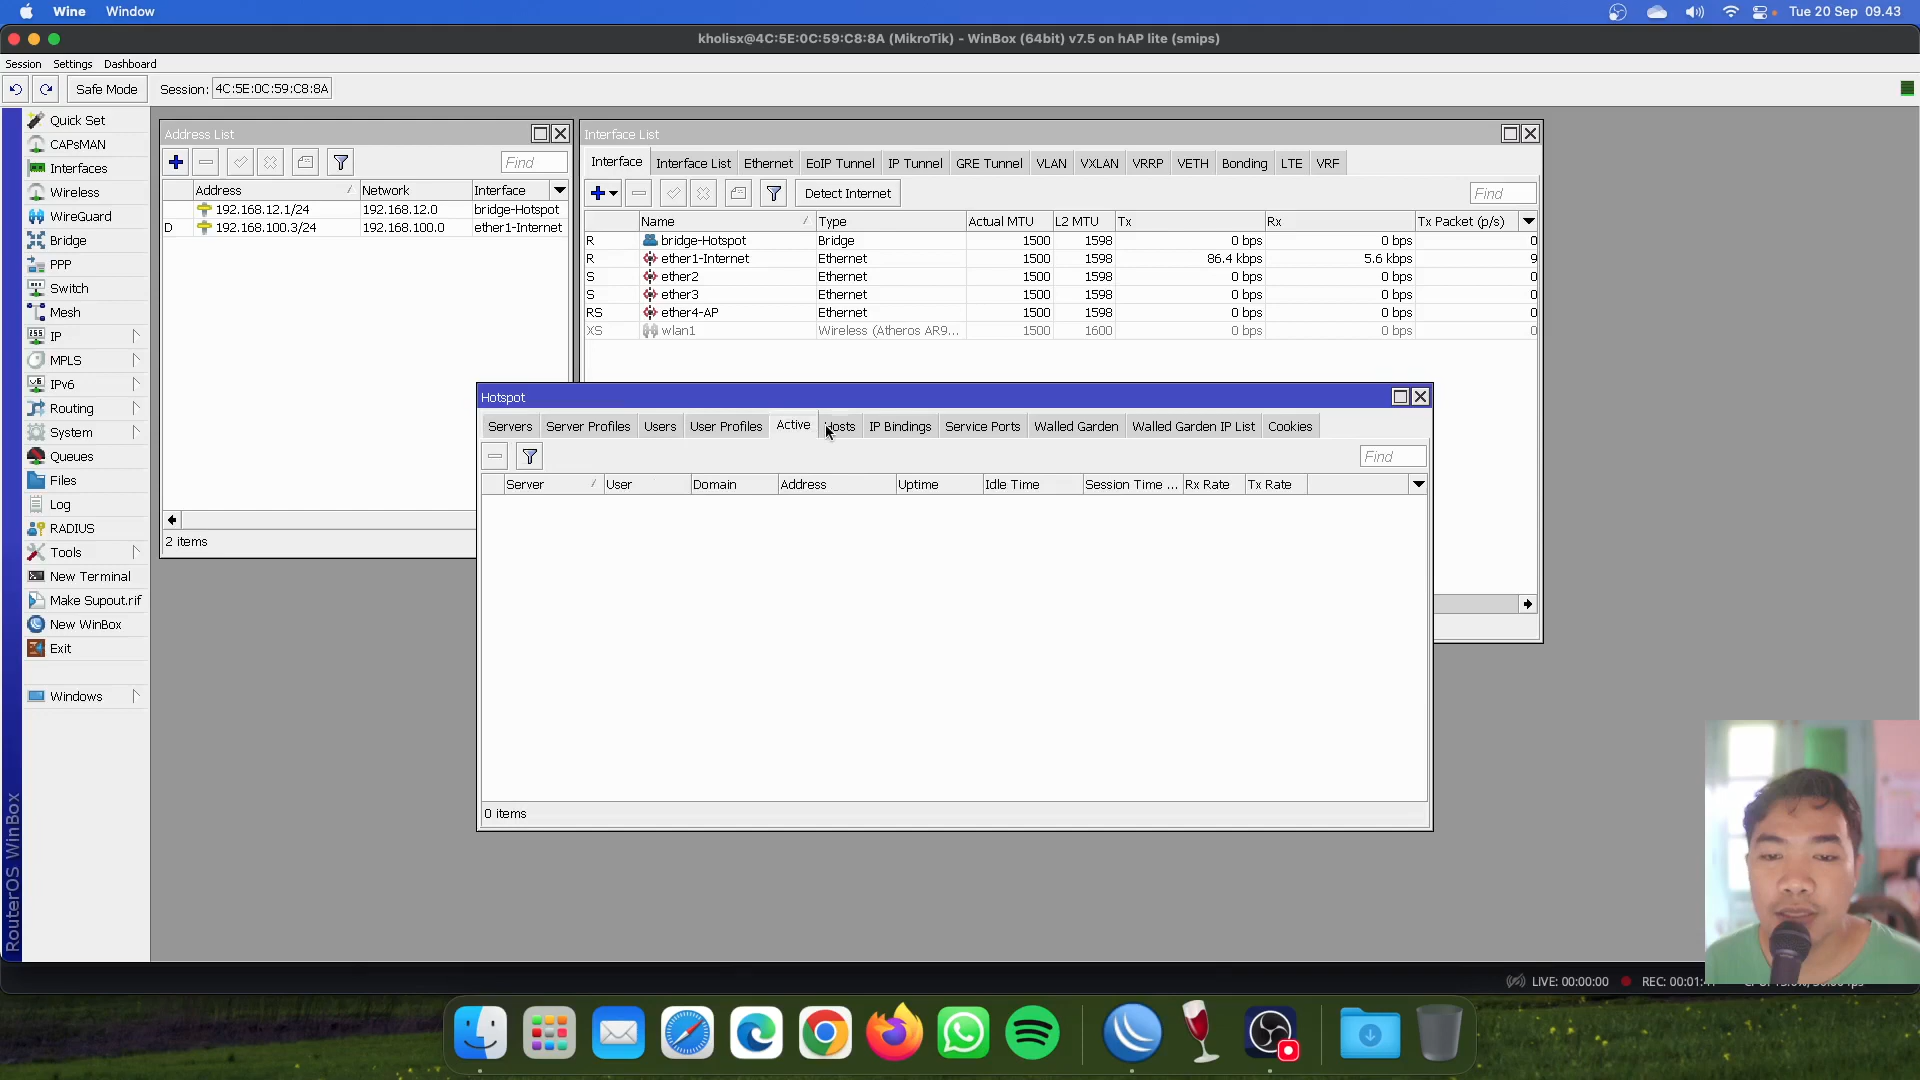 Wine Window Tue 20 Sep 09.43
kholisx@4C:5E:0C:59:C8:8A (MikroTik) - WinBox (64bit) v7.5 on hAP lite (smips)
Session Settings Dashboard
Safe Mode Session: 4C:5E:0C:59:C8:8A
Quick Set
CAPsMAN
Interfaces
Wireless
WireGuard
Bridge
PPP
Switch
Mesh
IP
MPLS
IPv6
Routing
System
Queues
Files
Log
RADIUS
Tools
New Terminal
Make Supout.rif
New WinBox
Exit
Windows
RouterOS WinBox
Address List
Find
Address Network Interface
192.168.12.1/24 192.168.12.0 bridge-Hotspot
D 192.168.100.3/24 192.168.100.0 ether1-Internet
2 items
Interface List
Interface Interface List Ethernet EoIP Tunnel IP Tunnel GRE Tunnel VLAN VXLAN VRRP VETH Bonding LTE VRF
Detect Internet Find
Name Type Actual MTU L2 MTU Tx Rx Tx Packet (p/s)
R bridge-Hotspot Bridge 1500 1598 0 bps 0 bps 0
R ether1-Internet Ethernet 1500 1598 86.4 kbps 5.6 kbps 9
S ether2 Ethernet 1500 1598 0 bps 0 bps 0
S ether3 Ethernet 1500 1598 0 bps 0 bps 0
RS ether4-AP Ethernet 1500 1598 0 bps 0 bps 0
XS wlan1 Wireless (Atheros AR9... 1500 1600 0 bps 0 bps 0
Hotspot
Servers Server Profiles Users User Profiles Active Hosts IP Bindings Service Ports Walled Garden Walled Garden IP List Cookies
Find
Server User Domain Address Uptime Idle Time Session Time ... Rx Rate Tx Rate
0 items
LIVE: 00:00:00 REC: 00:01: